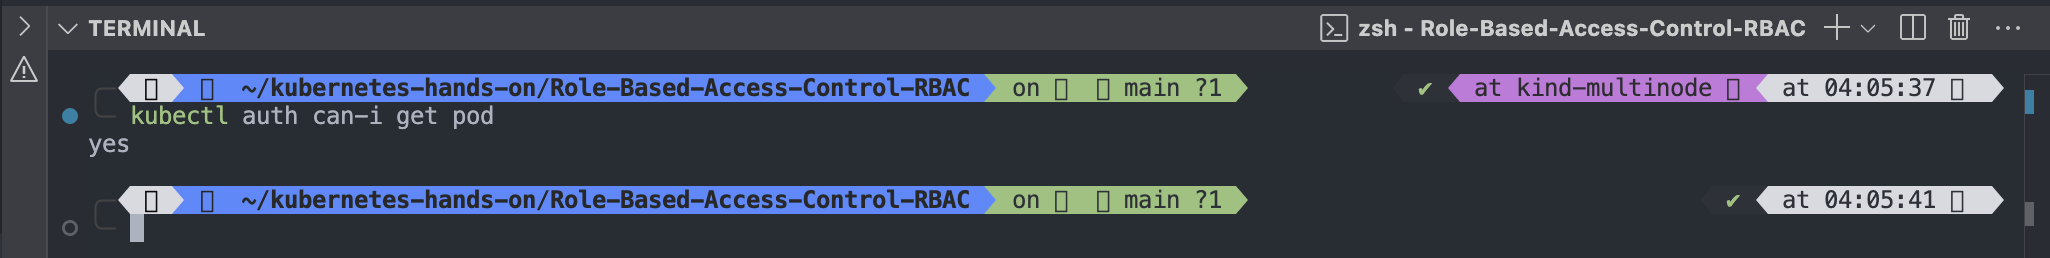 TERMINAL
zsh - Role-Based-Access-Control-RBAC
~/kubernetes-hands-on/Role-Based-Access-Control-RBAC on main ?1 ✔ at kind-multinode at 04:05:37
kubectl auth can-i get pod
yes
~/kubernetes-hands-on/Role-Based-Access-Control-RBAC on main ?1 ✔ at 04:05:41